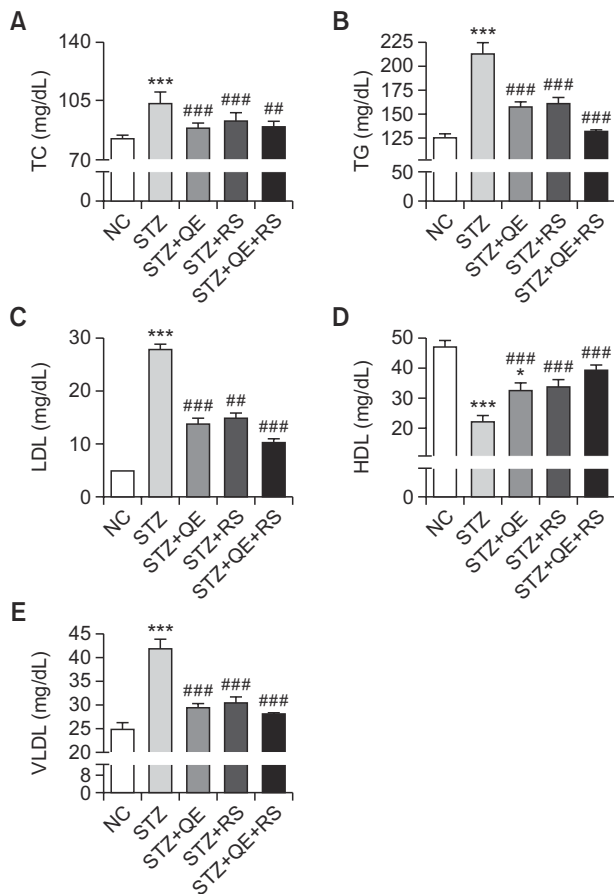 A
TC (mg/dL)
140
105
70
0
***
###
###
##
NC
STZ
STZ+QE
STZ+RS
STZ+QE+RS
B
TG (mg/dL)
225
200
175
150
125
50
0
***
###
###
###
NC
STZ
STZ+QE
STZ+RS
STZ+QE+RS
C
LDL (mg/dL)
30
20
10
0
***
###
##
###
NC
STZ
STZ+QE
STZ+RS
STZ+QE+RS
D
HDL (mg/dL)
50
40
30
20
0
***
###
*
###
###
NC
STZ
STZ+QE
STZ+RS
STZ+QE+RS
E
VLDL (mg/dL)
45
40
35
30
25
20
8
0
***
###
###
###
NC
STZ
STZ+QE
STZ+RS
STZ+QE+RS